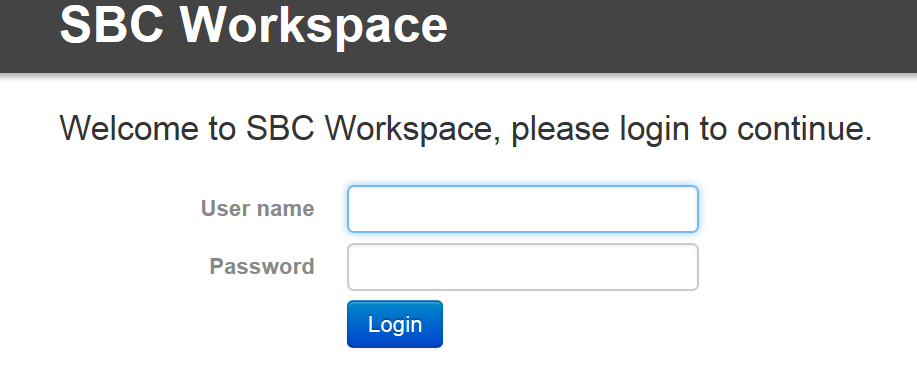 SBC Workspace
Welcome to SBC Workspace, please login to continue.
User name
Password
Login